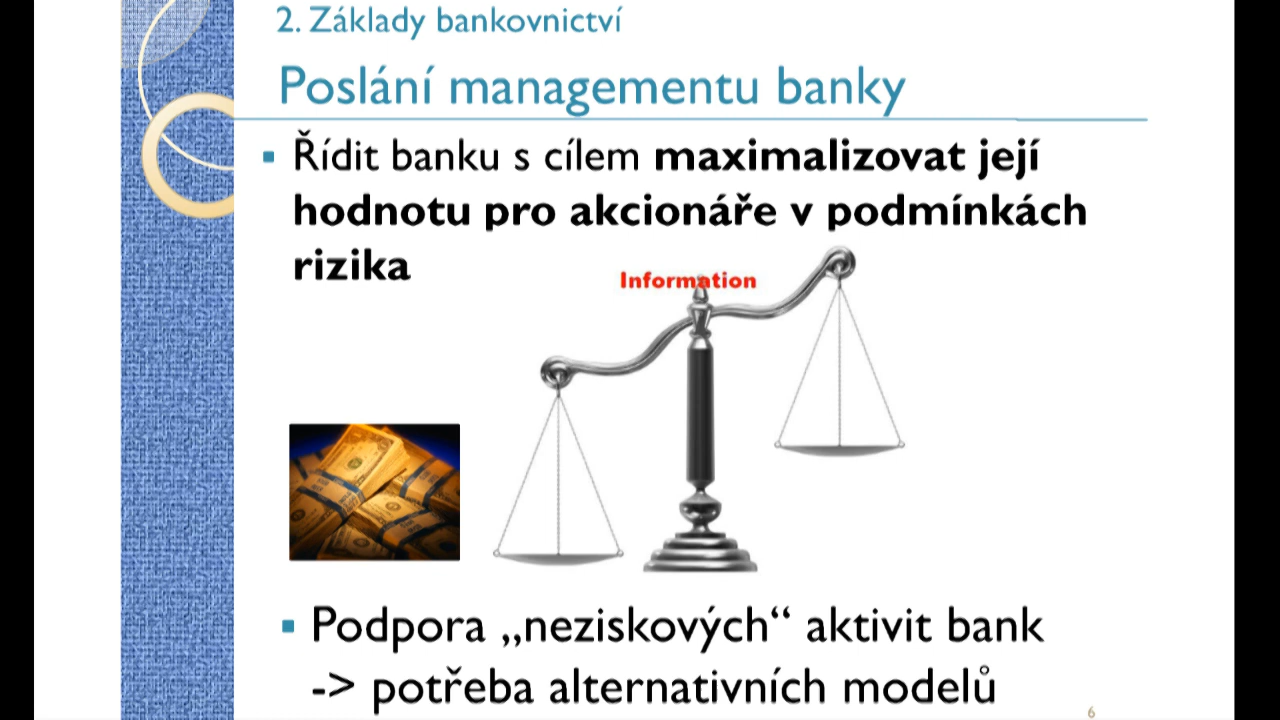 2. Základy bankovnictví
Poslání managementu banky
▪ Řídit banku s cílem maximalizovat její
hodnotu pro akcionáře v podmínkách
rizika
Information
▪ Podpora „neziskových“ aktivit bank
-> potřeba alternativních modelů
6